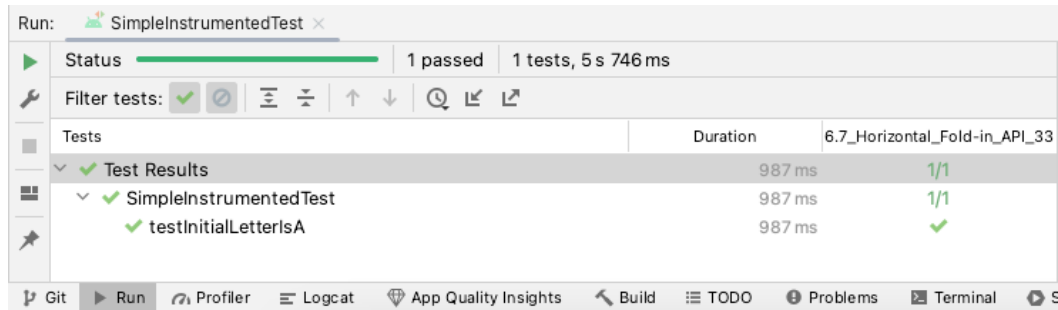 Run: SimpleInstrumentedTest
Status 1 passed 1 tests, 5 s 746 ms
Filter tests:
Tests Duration 6.7_Horizontal_Fold-in_API_33
Test Results 987 ms 1/1
SimpleInstrumentedTest 987 ms 1/1
testInitialLetterIsA 987 ms
Git Run Profiler Logcat App Quality Insights Build TODO Problems Terminal S